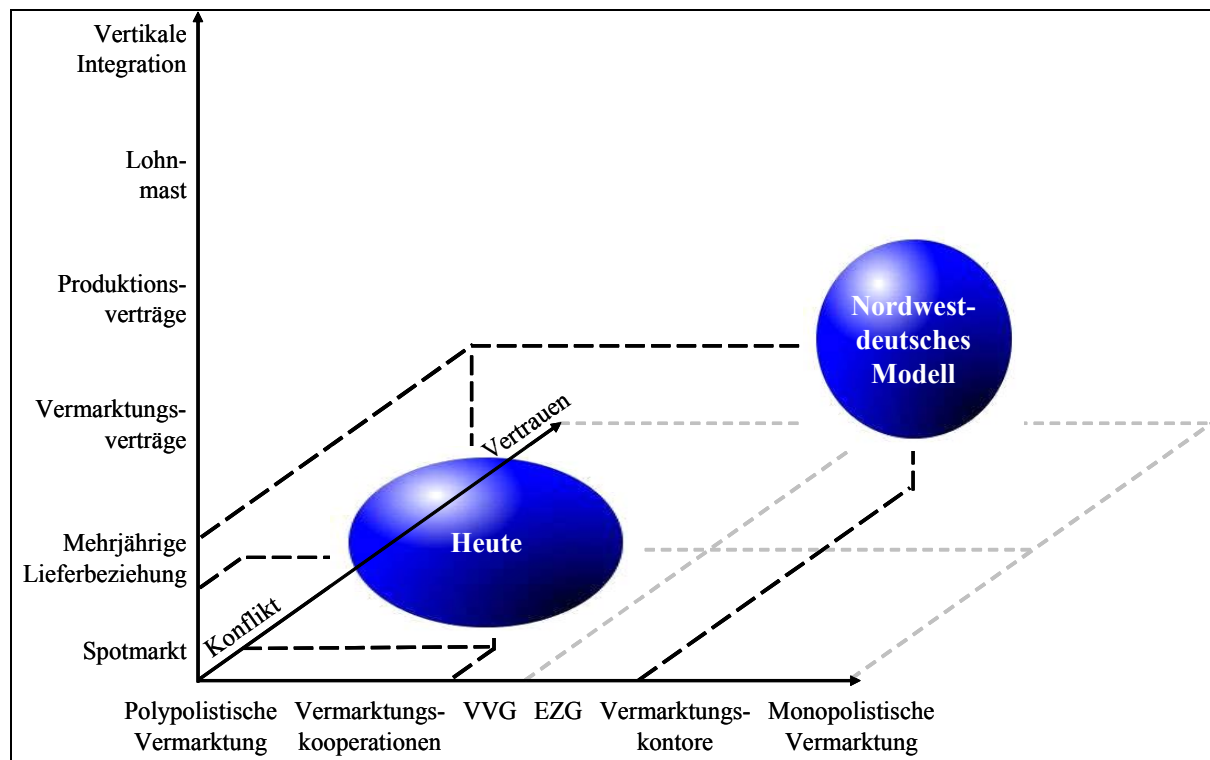 Vertikale
Integration
Lohn-
mast
Produktions-
verträge
Nordwest-
deutsches
Modell
Vermarktungs-
verträge
Vertrauen
Mehrjährige
Lieferbeziehung
Heute
Konflikt
Spotmarkt
Polypolistische
Vermarktung
Vermarktungs-
kooperationen
VVG
EZG
Vermarktungs-
kontore
Monopolistische
Vermarktung